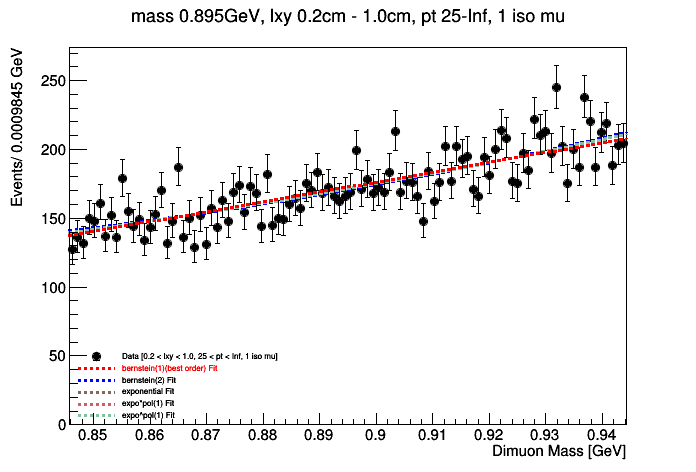 mass 0.895GeV, lxy 0.2cm - 1.0cm, pt 25-Inf, 1 iso mu
Events/ 0.0009845 GeV
250
200
150
100
50
0
Data [0.2 < lxy < 1.0, 25 < pt < Inf, 1 iso mu]
bernstein(1)(best order) Fit
bernstein(2) Fit
exponential Fit
expo*pol(1) Fit
expo^pol(1) Fit
0.85 0.86 0.87 0.88 0.89 0.9 0.91 0.92 0.93 0.94
Dimuon Mass [GeV]